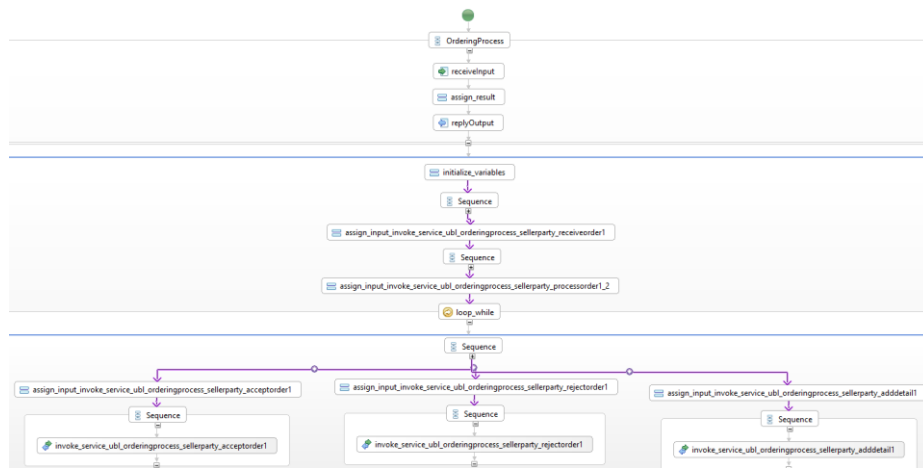 OrderingProcess
receiveInput
assign_result
replyOutput
initialize_variables
Sequence
assign_input_invoke_service_ubl_orderingprocess_sellerparty_receiveorder1
Sequence
assign_input_invoke_service_ubl_orderingprocess_sellerparty_processorder1_2
loop_while
Sequence
assign_input_invoke_service_ubl_orderingprocess_sellerparty_acceptorder1
assign_input_invoke_service_ubl_orderingprocess_sellerparty_rejectorder1
assign_input_invoke_service_ubl_orderingprocess_sellerparty_adddetail1
Sequence
Sequence
Sequence
invoke_service_ubl_orderingprocess_sellerparty_acceptorder1
invoke_service_ubl_orderingprocess_sellerparty_rejectorder1
invoke_service_ubl_orderingprocess_sellerparty_adddetail1